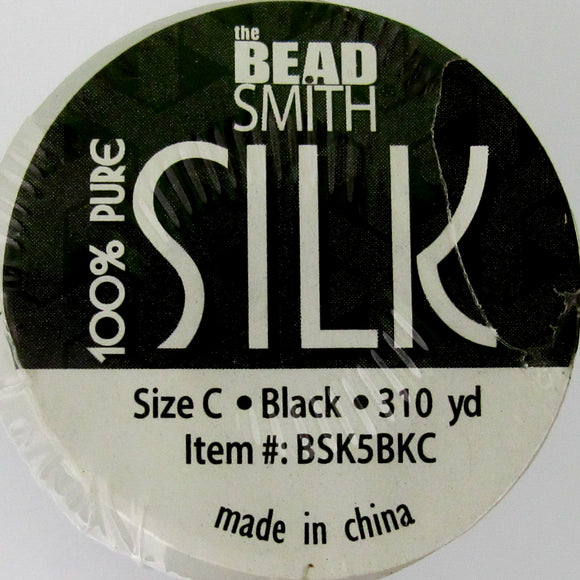 the
BEAD
SMITH
100% PURE
SILK
Size C • Black • 310 yd
Item #: BSK5BKC
made in china